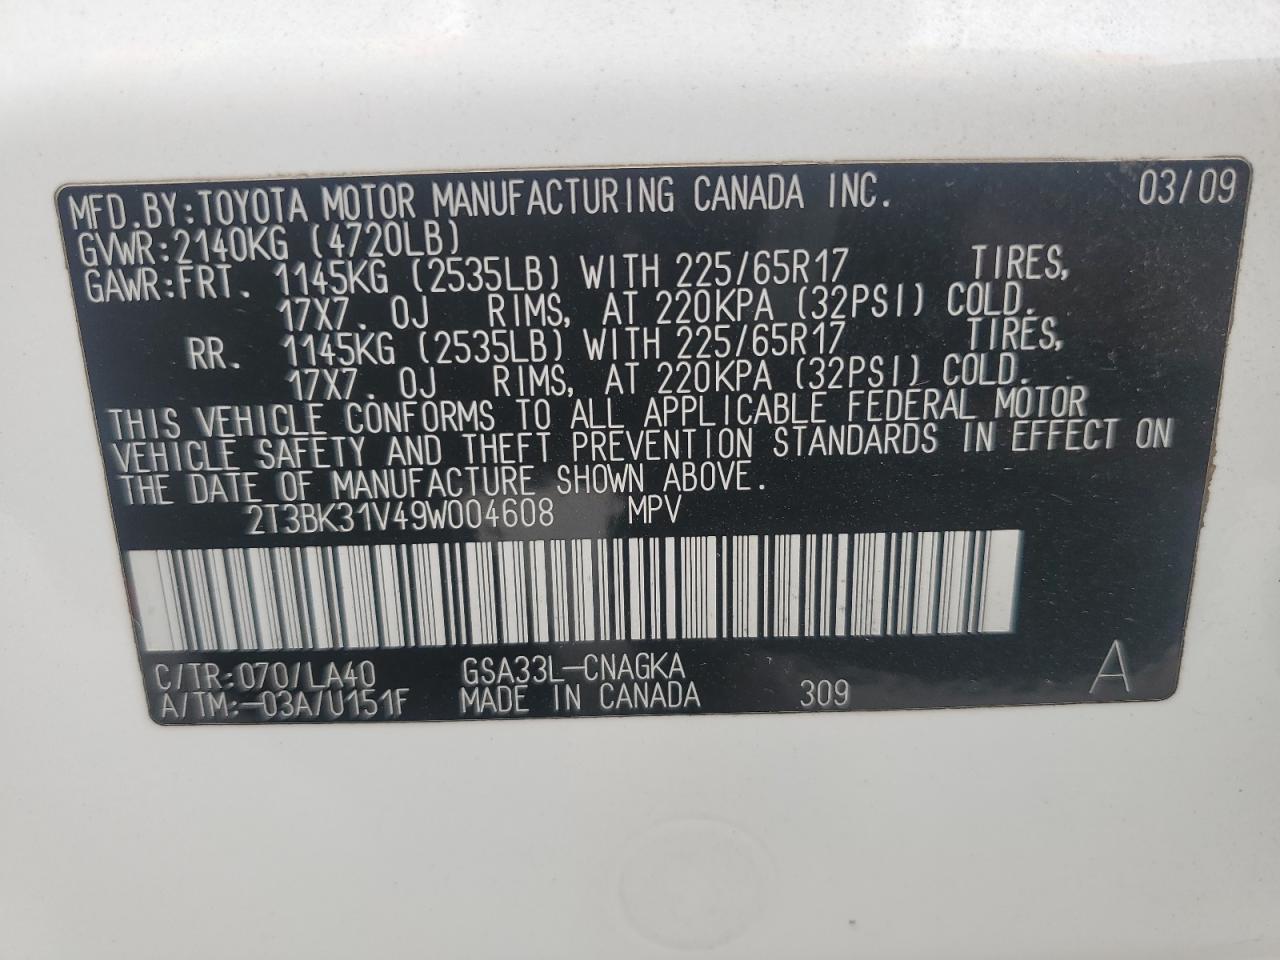 MFD.BY:TOYOTA MOTOR MANUFACTURING CANADA INC. 03/09
GVWR:2140KG (4720LB)
GAWR:FRT. 1145KG (2535LB) WITH 225/65R17 TIRES,
17X7.0J RIMS, AT 220KPA (32PSI) COLD.
RR. 1145KG (2535LB) WITH 225/65R17 TIRES,
17X7.0J RIMS, AT 220KPA (32PSI) COLD.
THIS VEHICLE CONFORMS TO ALL APPLICABLE FEDERAL MOTOR
VEHICLE SAFETY AND THEFT PREVENTION STANDARDS IN EFFECT ON
THE DATE OF MANUFACTURE SHOWN ABOVE.
2T3BK31V49W004608 MPV
C/TR:070/LA40 GSA33L-CNAGKA
A/TM:-03A/U151F MADE IN CANADA 309 A